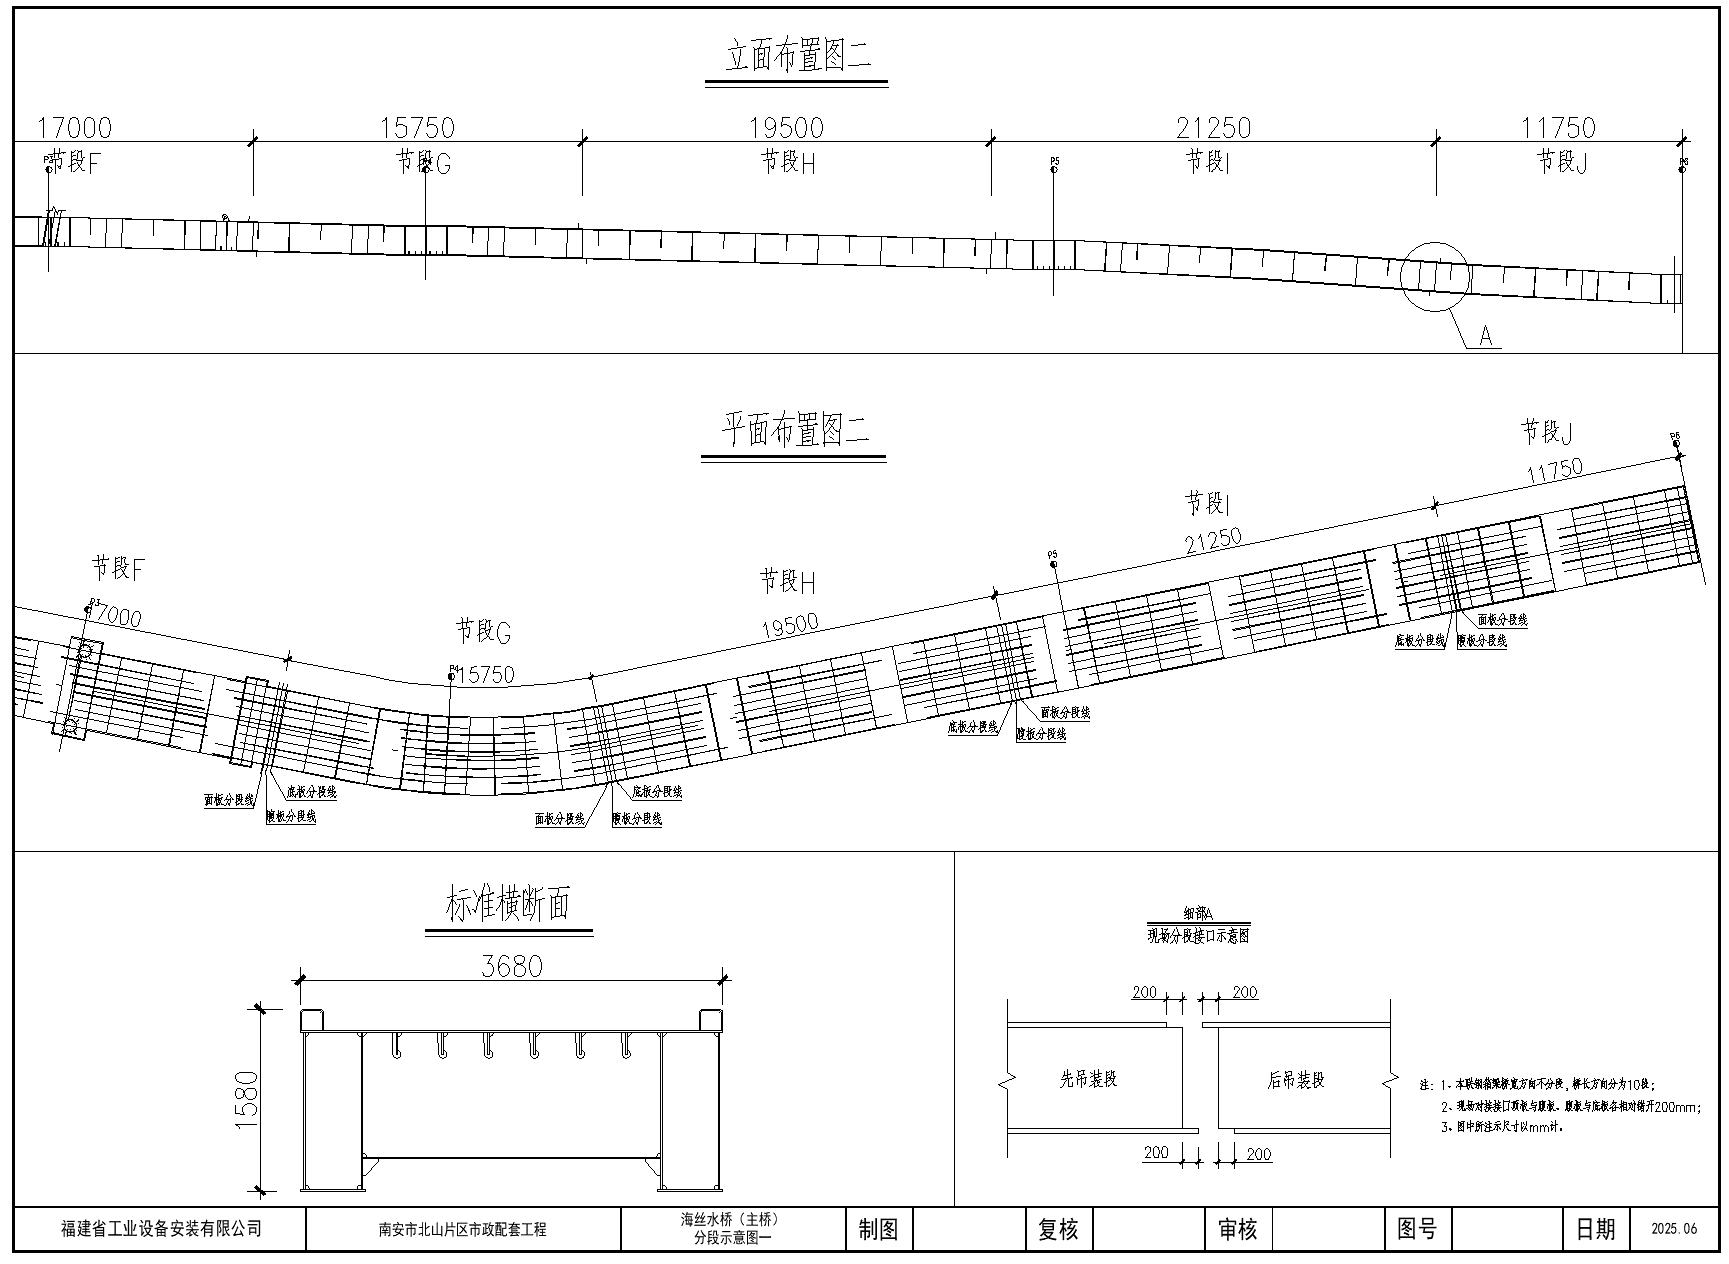 立面布置图二
17000 15750 19500 21250 11750
节段F 节段G 节段H 节段I 节段J
P3 P4 P5 P6
A
平面布置图二
节段J
P6
11750
节段I
21250
P5
节段F
节段H
P3
17000
19500
节段G
P4
15750
面板分段线
底板分段线 腹板分段线
面板分段线
底板分段线 腹板分段线
面板分段线 底板分段线
腹板分段线
底板分段线
面板分段线 腹板分段线
标准横断面
3680
1580
细部A
现场分段接口示意图
200 200
先吊装段 后吊装段
200 200
注：1、本联钢箱梁桥宽方向不分段，桥长方向分为10段；
2、现场对接接口顶板与腹板、腹板与底板各相对错开200mm；
3、图中所注示尺寸以mm计。
福建省工业设备安装有限公司 南安市北山片区市政配套工程 海丝水桥（主桥） 制图 复核 审核 图号 日期 2025.06
分段示意图一